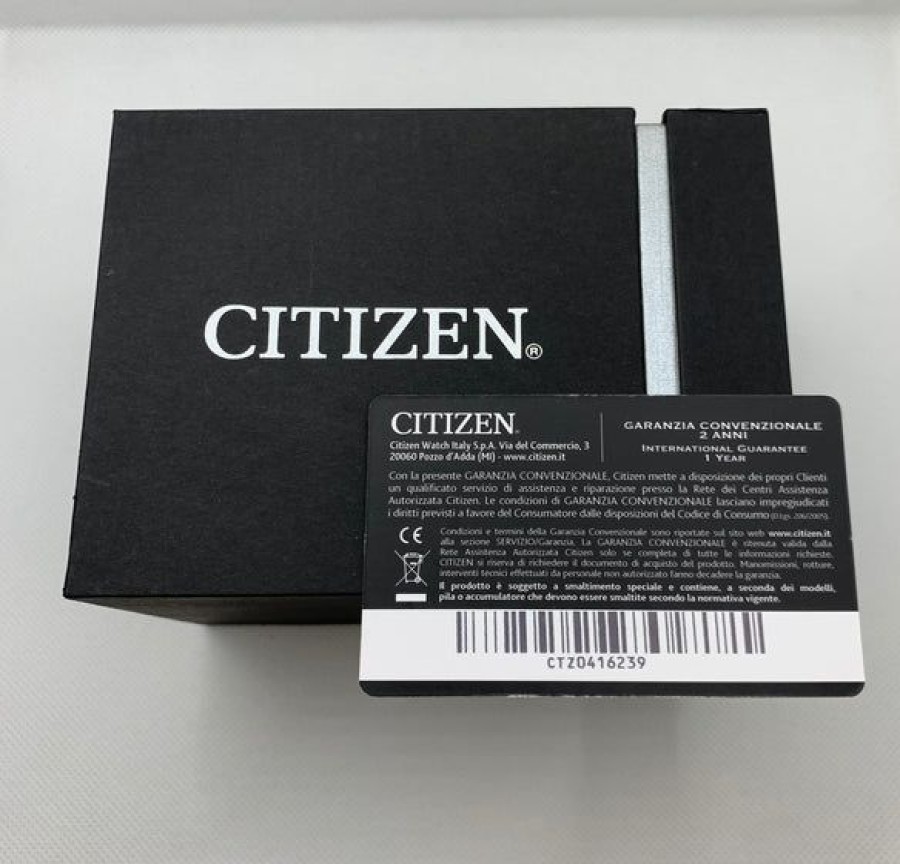 CITIZEN®
CITIZEN
Citizen Watch Italy S.p.A. Via del Commercio, 3
20060 Pozzo d'Adda (MI) - www.citizen.it
GARANZIA CONVENZIONALE
2 ANNI
INTERNATIONAL GUARANTEE
1 YEAR
Con la presente GARANZIA CONVENZIONALE, Citizen mette a disposizione dei propri Clienti
un qualificato servizio di assistenza e riparazione presso la Rete dei Centri Assistenza
Autorizzata Citizen. Le condizioni di GARANZIA CONVENZIONALE lasciano impregiudicati
i diritti previsti a favore del Consumatore dalle disposizioni del Codice di Consumo (D.lgs. 206/2005).
CE
Condizioni e termini della Garanzia Convenzionale sono riportate sul sito web www.citizen.it
alla sezione SERVIZIO/Garanzia. La GARANZIA CONVENZIONALE è ritenuta valida dalla
Rete Assistenza Autorizzata Citizen solo se completa di tutte le informazioni richieste.
CITIZEN si riserva di richiedere il documento di acquisto del prodotto. Manomissioni, rotture,
interventi tecnici effettuati da personale non autorizzato fanno decadere la garanzia.
Il prodotto è soggetto a smaltimento speciale e contiene, a seconda dei modelli,
pila o accumulatore che devono essere smaltite secondo la normativa vigente.
CTZ0416239